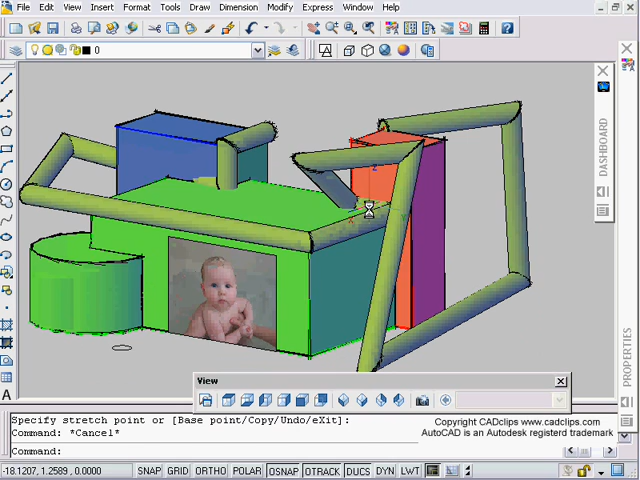 File Edit View Insert Format Tools Draw Dimension Modify Express Window Help
0
DASHBOARD
PROPERTIES
View
Specify stretch point or [Base point/Copy/Undo/eXit]:
Command: *Cancel*
Copyright CADclips www.cadclips.com
AutoCAD is an Autodesk registerd trademark
Command:
-18.1207, 1.2589, 0.0000 SNAP GRID ORTHO POLAR OSNAP OTRACK DUCS DYN LWT